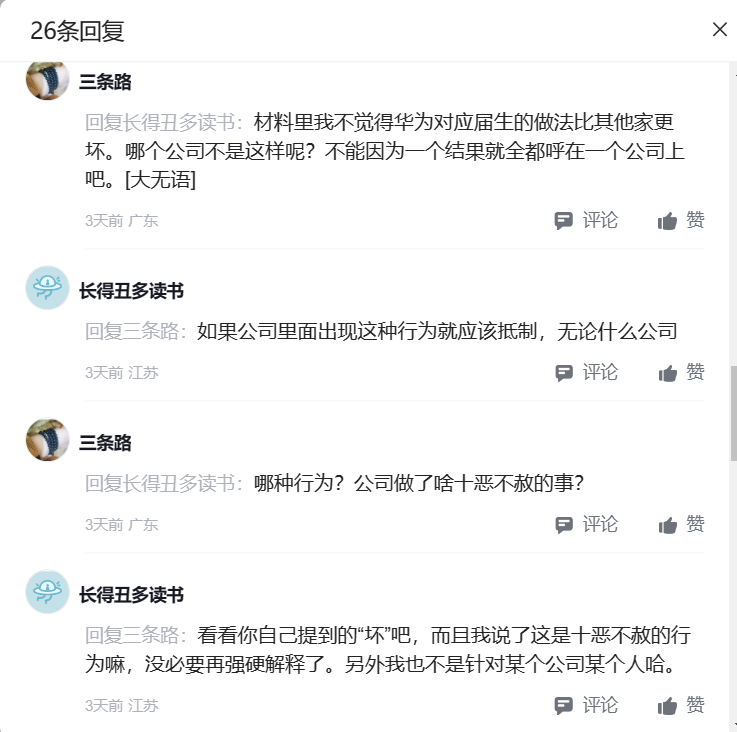 26条回复
三条路
回复长得丑多读书：材料里我不觉得华为对应届生的做法比其他家更
坏。哪个公司不是这样呢？不能因为一个结果就全都呼在一个公司上
吧。[大无语]
3天前 广东 评论 赞
长得丑多读书
回复三条路：如果公司里面出现这种行为就应该抵制，无论什么公司
3天前 江苏 评论 赞
三条路
回复长得丑多读书：哪种行为？公司做了啥十恶不赦的事？
3天前 广东 评论 赞
长得丑多读书
回复三条路：看看你自己提到的“坏”吧，而且我说了这是十恶不赦的行
为嘛，没必要再强硬解释了。另外我也不是针对某个公司某个人哈。
3天前 江苏 评论 赞